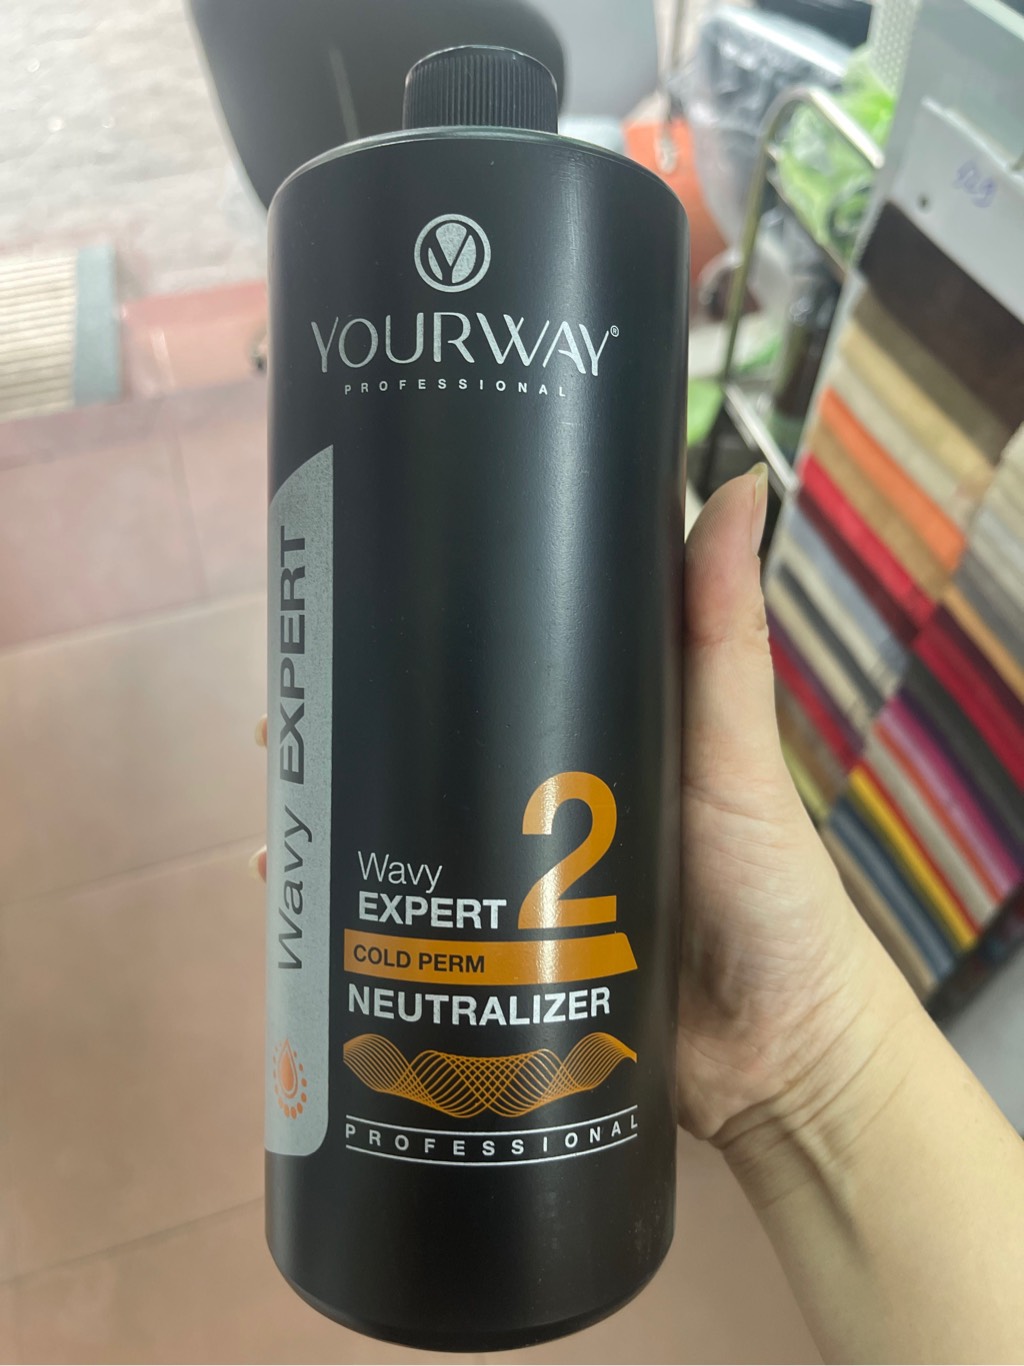 YOURWAY®
PROFESSIONAL
Wavy EXPERT
Wavy
EXPERT 2
COLD PERM
NEUTRALIZER
PROFESSIONAL